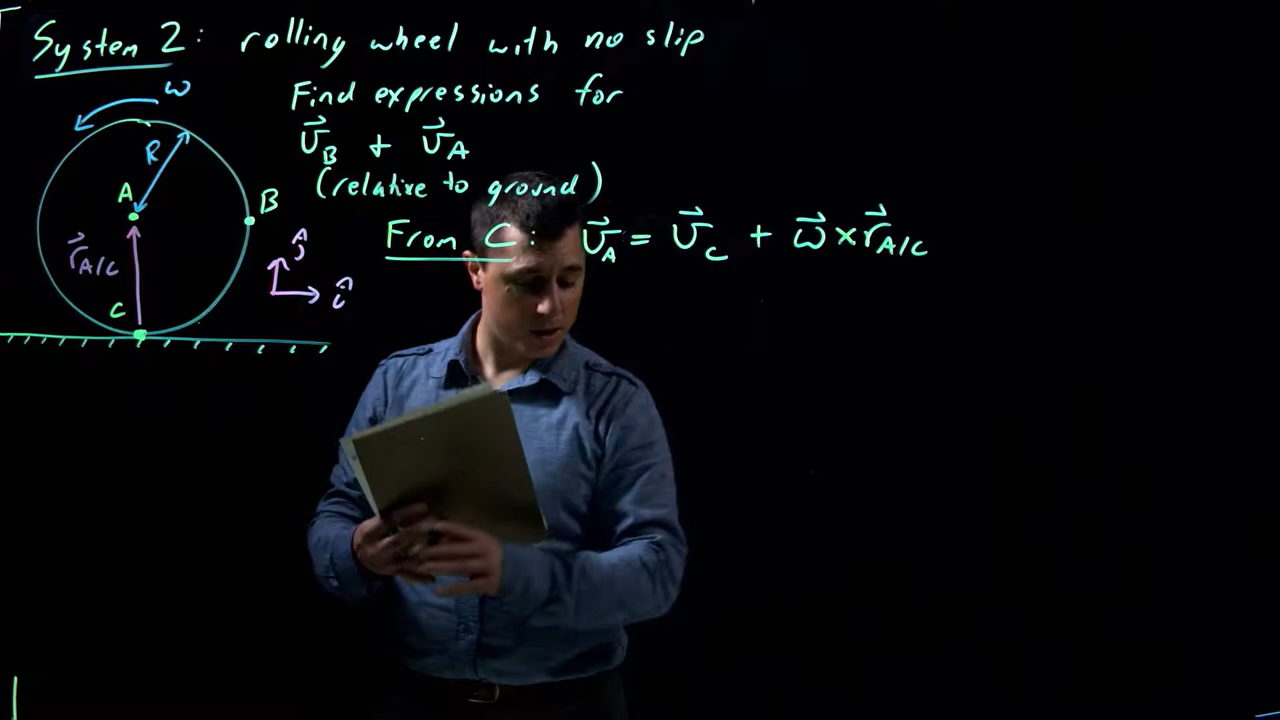 System 2: rolling wheel with no slip
Find expressions for
v⃗_B + v⃗_A
(relative to ground)
From C: v⃗_A = v⃗_C + ω⃗ × r⃗_A/C
ω
R
A
B
r⃗_A/C
ĵ
î
C